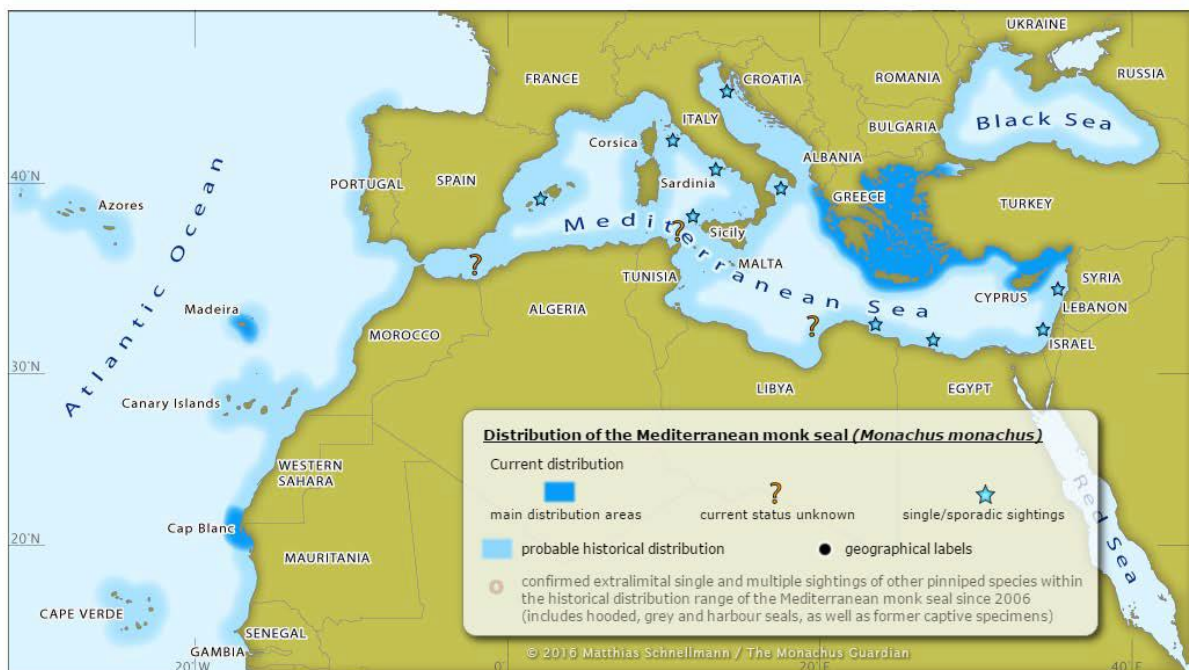 UKRAINE
FRANCE
CROATIA
ROMANIA
RUSSIA
ITALY
BULGARIA
Black Sea
Corsica
ALBANIA
40°N
PORTUGAL
SPAIN
Sardinia
GREECE
TURKEY
Azores
Atlantic Ocean
Mediterranean Sea
Sicily
?
?
TUNISIA
MALTA
SYRIA
CYPRUS
LEBANON
Madeira
ALGERIA
MOROCCO
?
ISRAEL
30°N
LIBYA
EGYPT
Canary Islands
Distribution of the Mediterranean monk seal (Monachus monachus)
Current distribution
WESTERN
SAHARA
?
main distribution areas
current status unknown
single/sporadic sightings
Red Sea
Cap Blanc
20°N
MAURITANIA
probable historical distribution
geographical labels
confirmed extralimital single and multiple sightings of other pinniped species within
the historical distribution range of the Mediterranean monk seal since 2006
(includes hooded, grey and harbour seals, as well as former captive specimens)
CAPE VERDE
SENEGAL
GAMBIA
© 2016 Matthias Schnellmann / The Monachus Guardian
20°W
20°E
40°E